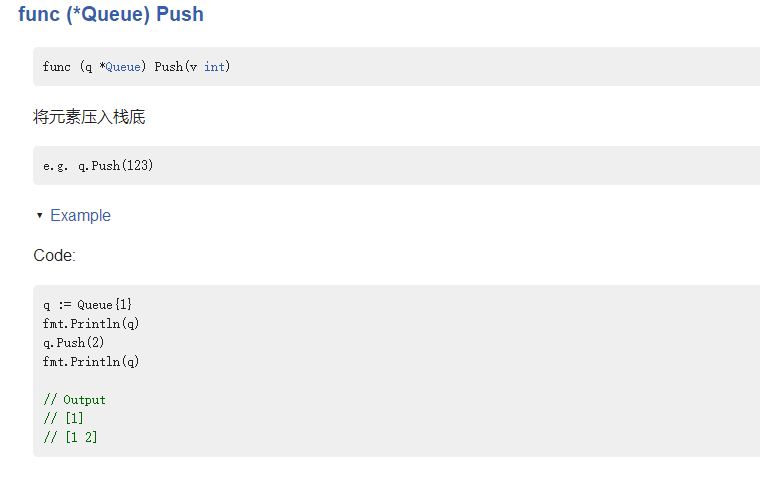 func (*Queue) Push
func (q *Queue) Push(v int)
将元素压入栈底
e.g. q.Push(123)
▾ Example
Code:
q := Queue{1}
fmt.Println(q)
q.Push(2)
fmt.Println(q)
// Output
// [1]
// [1 2]